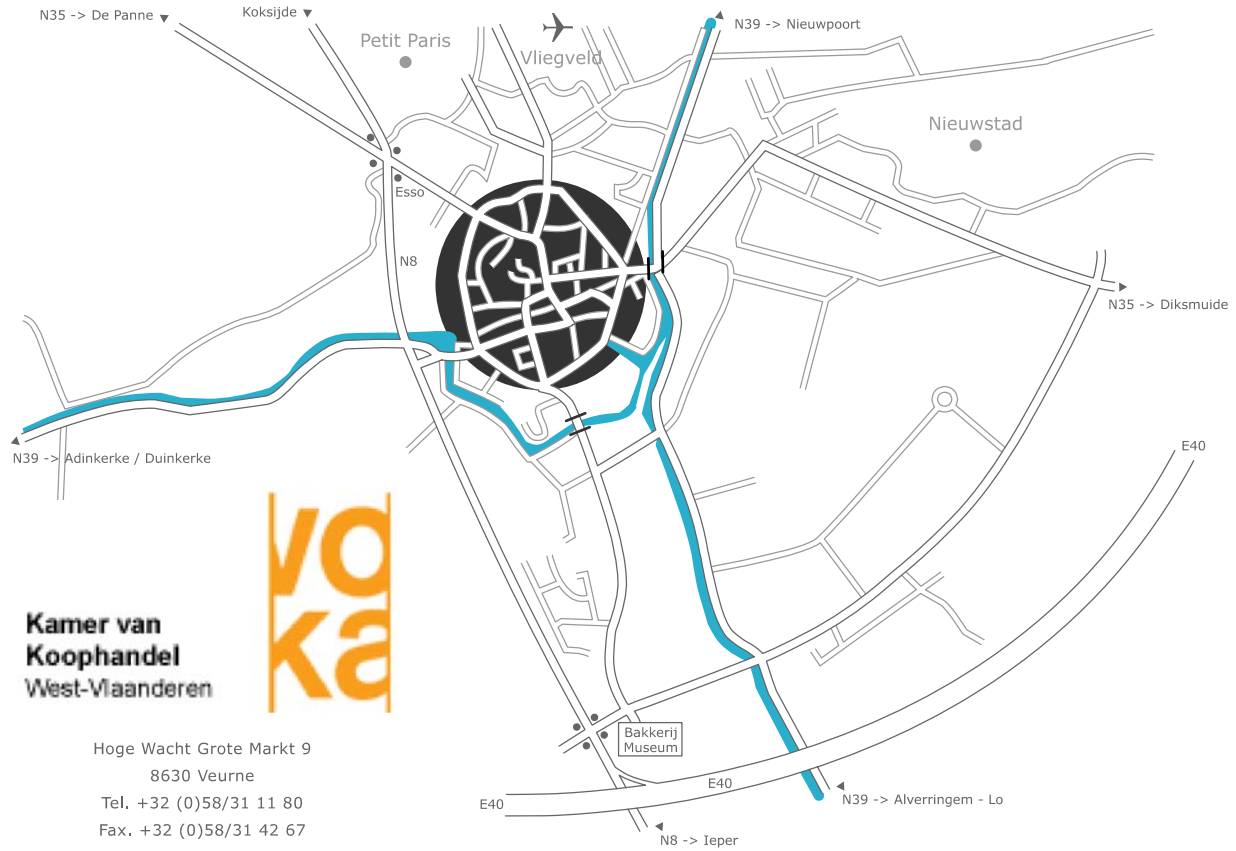 N35 -> De Panne
Koksijde
N39 -> Nieuwpoort
Petit Paris
Vliegveld
Nieuwstad
Esso
N8
N35 -> Diksmuide
E40
N39 -> Adinkerke / Duinkerke
vo
ka
Kamer van
Koophandel
West-Vlaanderen
Hoge Wacht Grote Markt 9
8630 Veurne
Tel. +32 (0)58/31 11 80
Fax. +32 (0)58/31 42 67
Bakkerij
Museum
E40
E40
N39 -> Alverringem - Lo
N8 -> Ieper